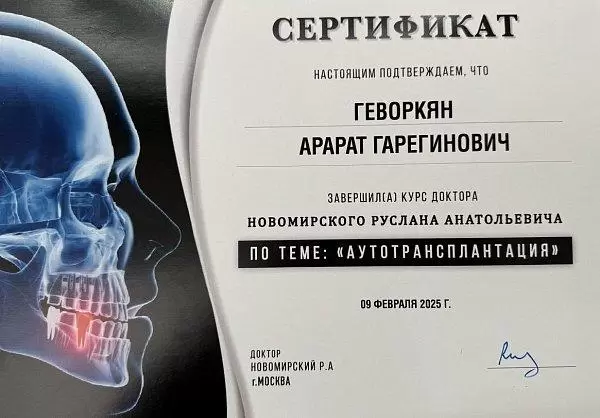 СЕРТИФИКАТ
НАСТОЯЩИМ ПОДТВЕРЖДАЕМ, ЧТО
ГЕВОРКЯН
АРАРАТ ГАРЕГИНОВИЧ
ЗАВЕРШИЛ(А) КУРС ДОКТОРА
НОВОМИРСКОГО РУСЛАНА АНАТОЛЬЕВИЧА
ПО ТЕМЕ: «АУТОТРАНСПЛАНТАЦИЯ»
09 ФЕВРАЛЯ 2025 Г.
ДОКТОР
НОВОМИРСКИЙ Р.А
г.МОСКВА